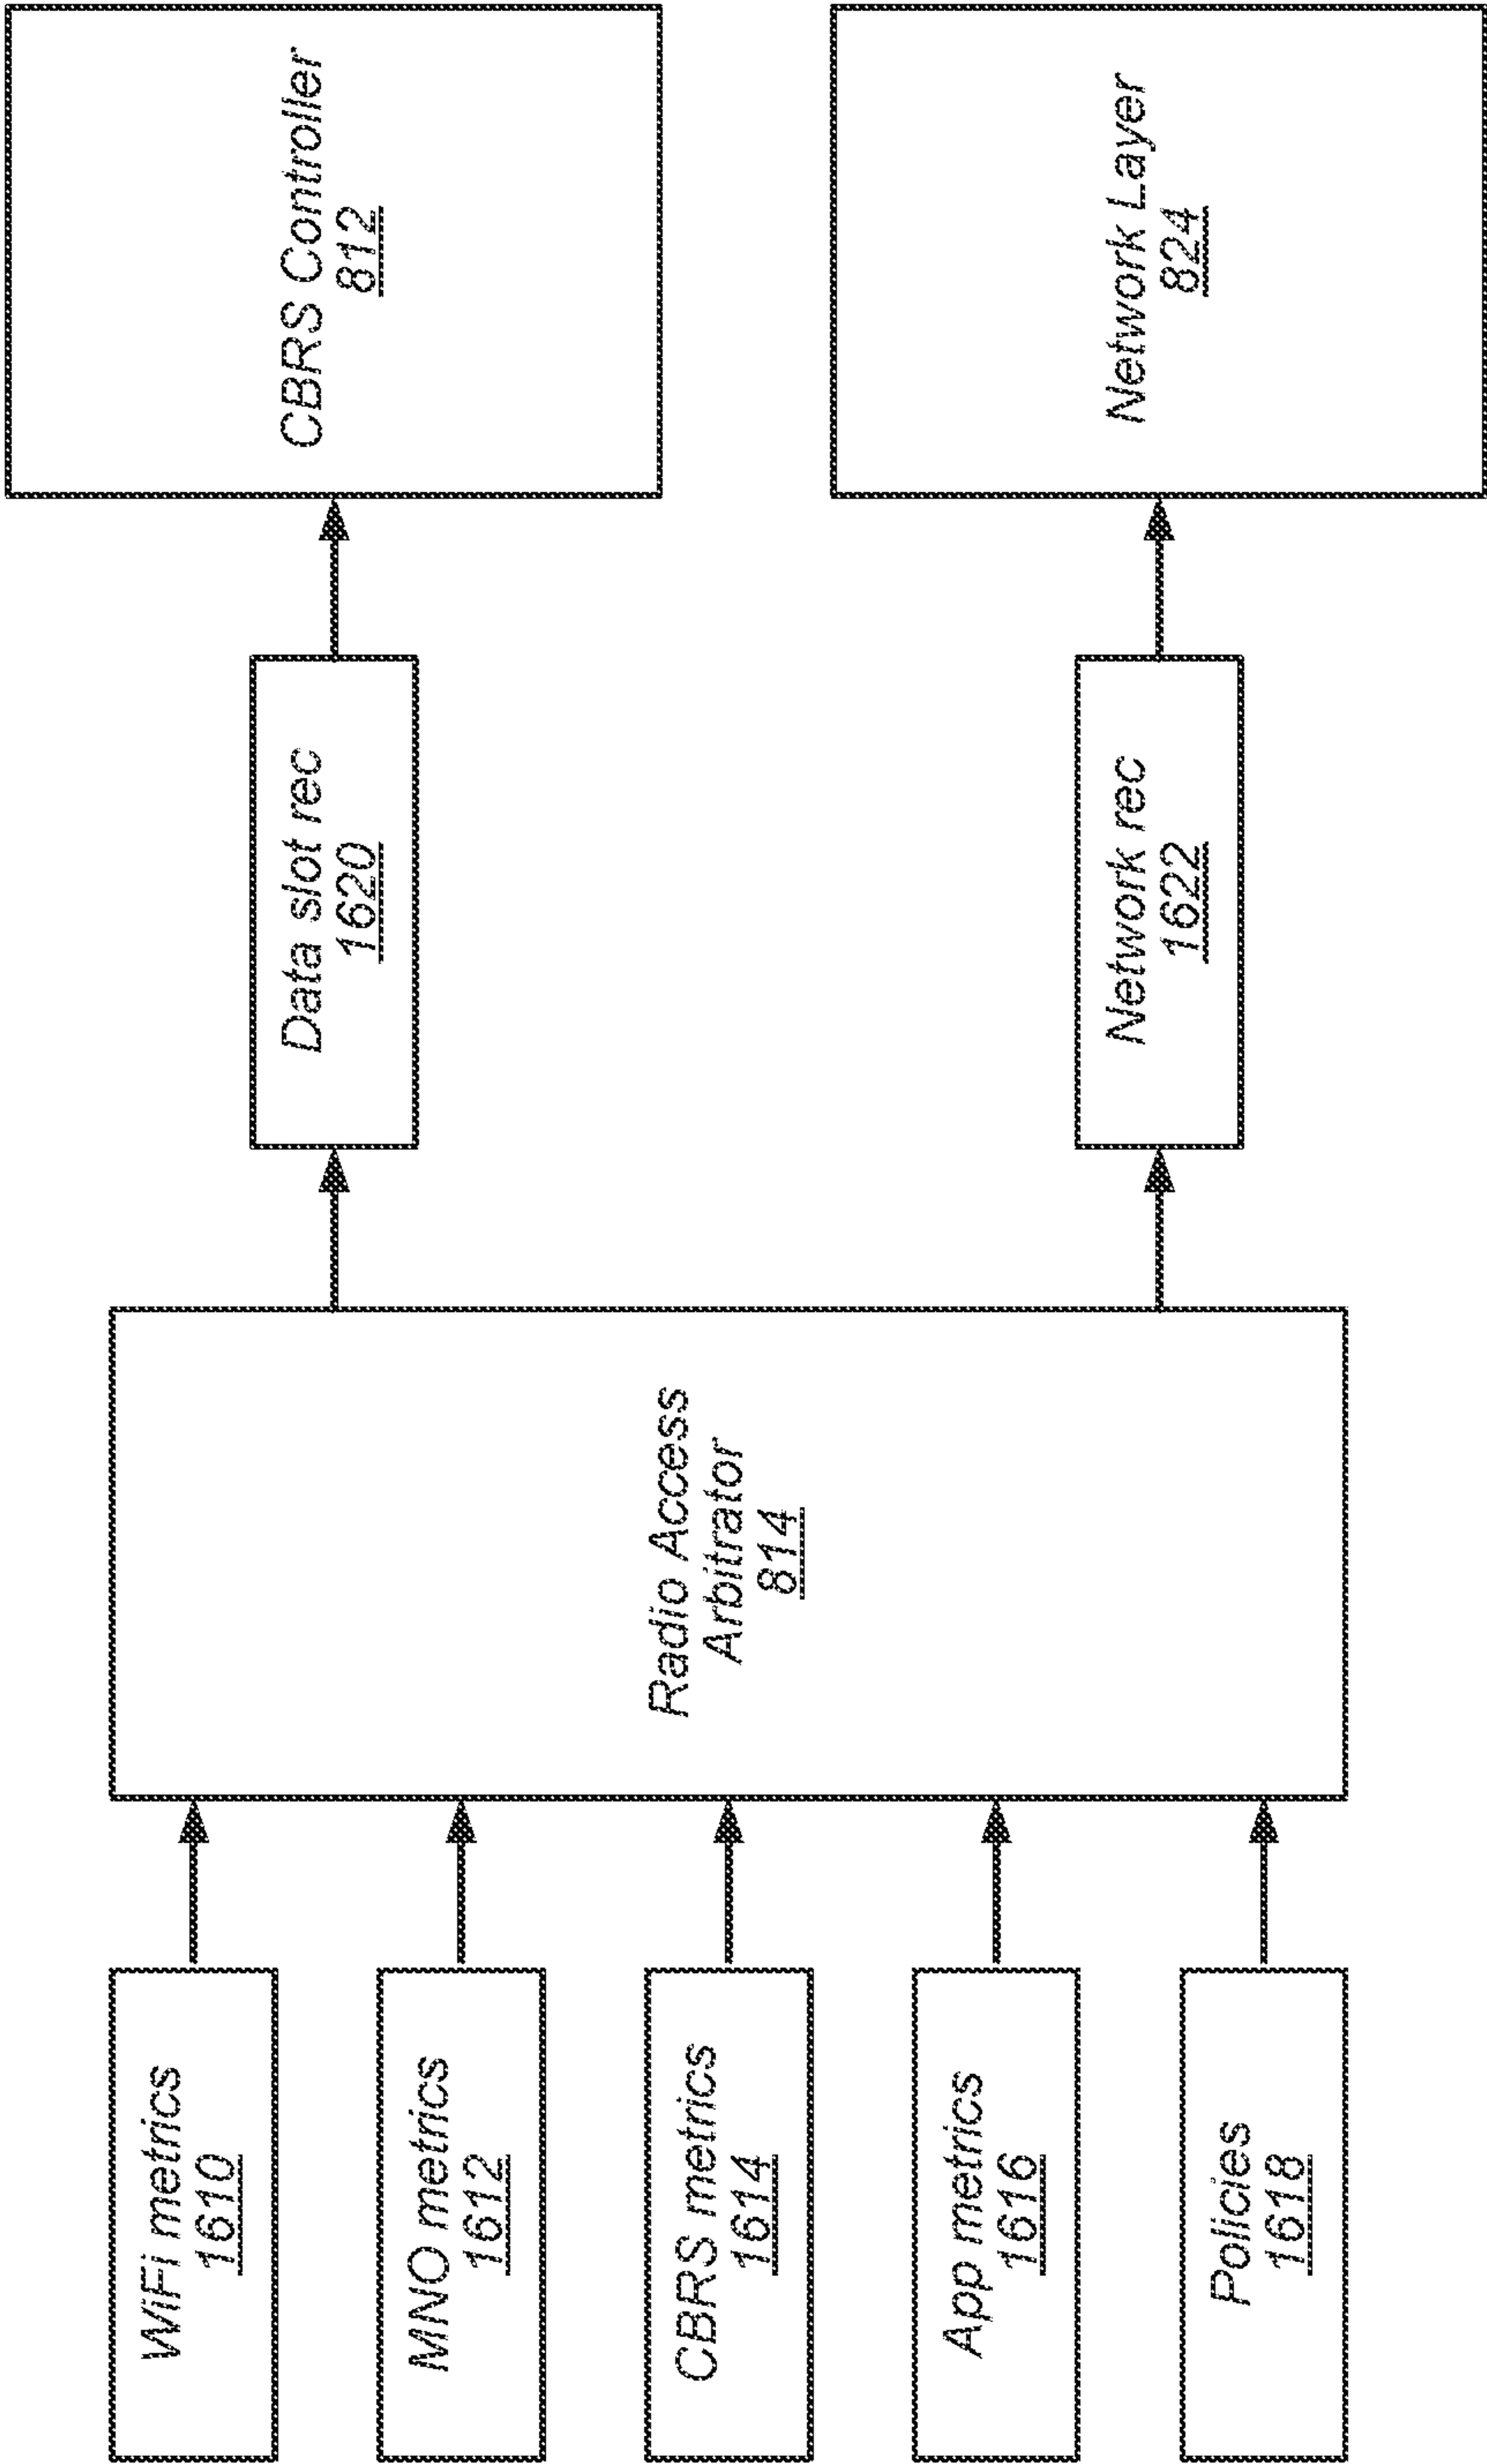 WiFi metrics
1610
MNO metrics
1612
CBRS metrics
1614
App metrics
1616
Policies
1618
Radio Access
Arbitrator
814
Data slot rec
1620
Network rec
1622
CBRS Controller
812
Network Layer
824